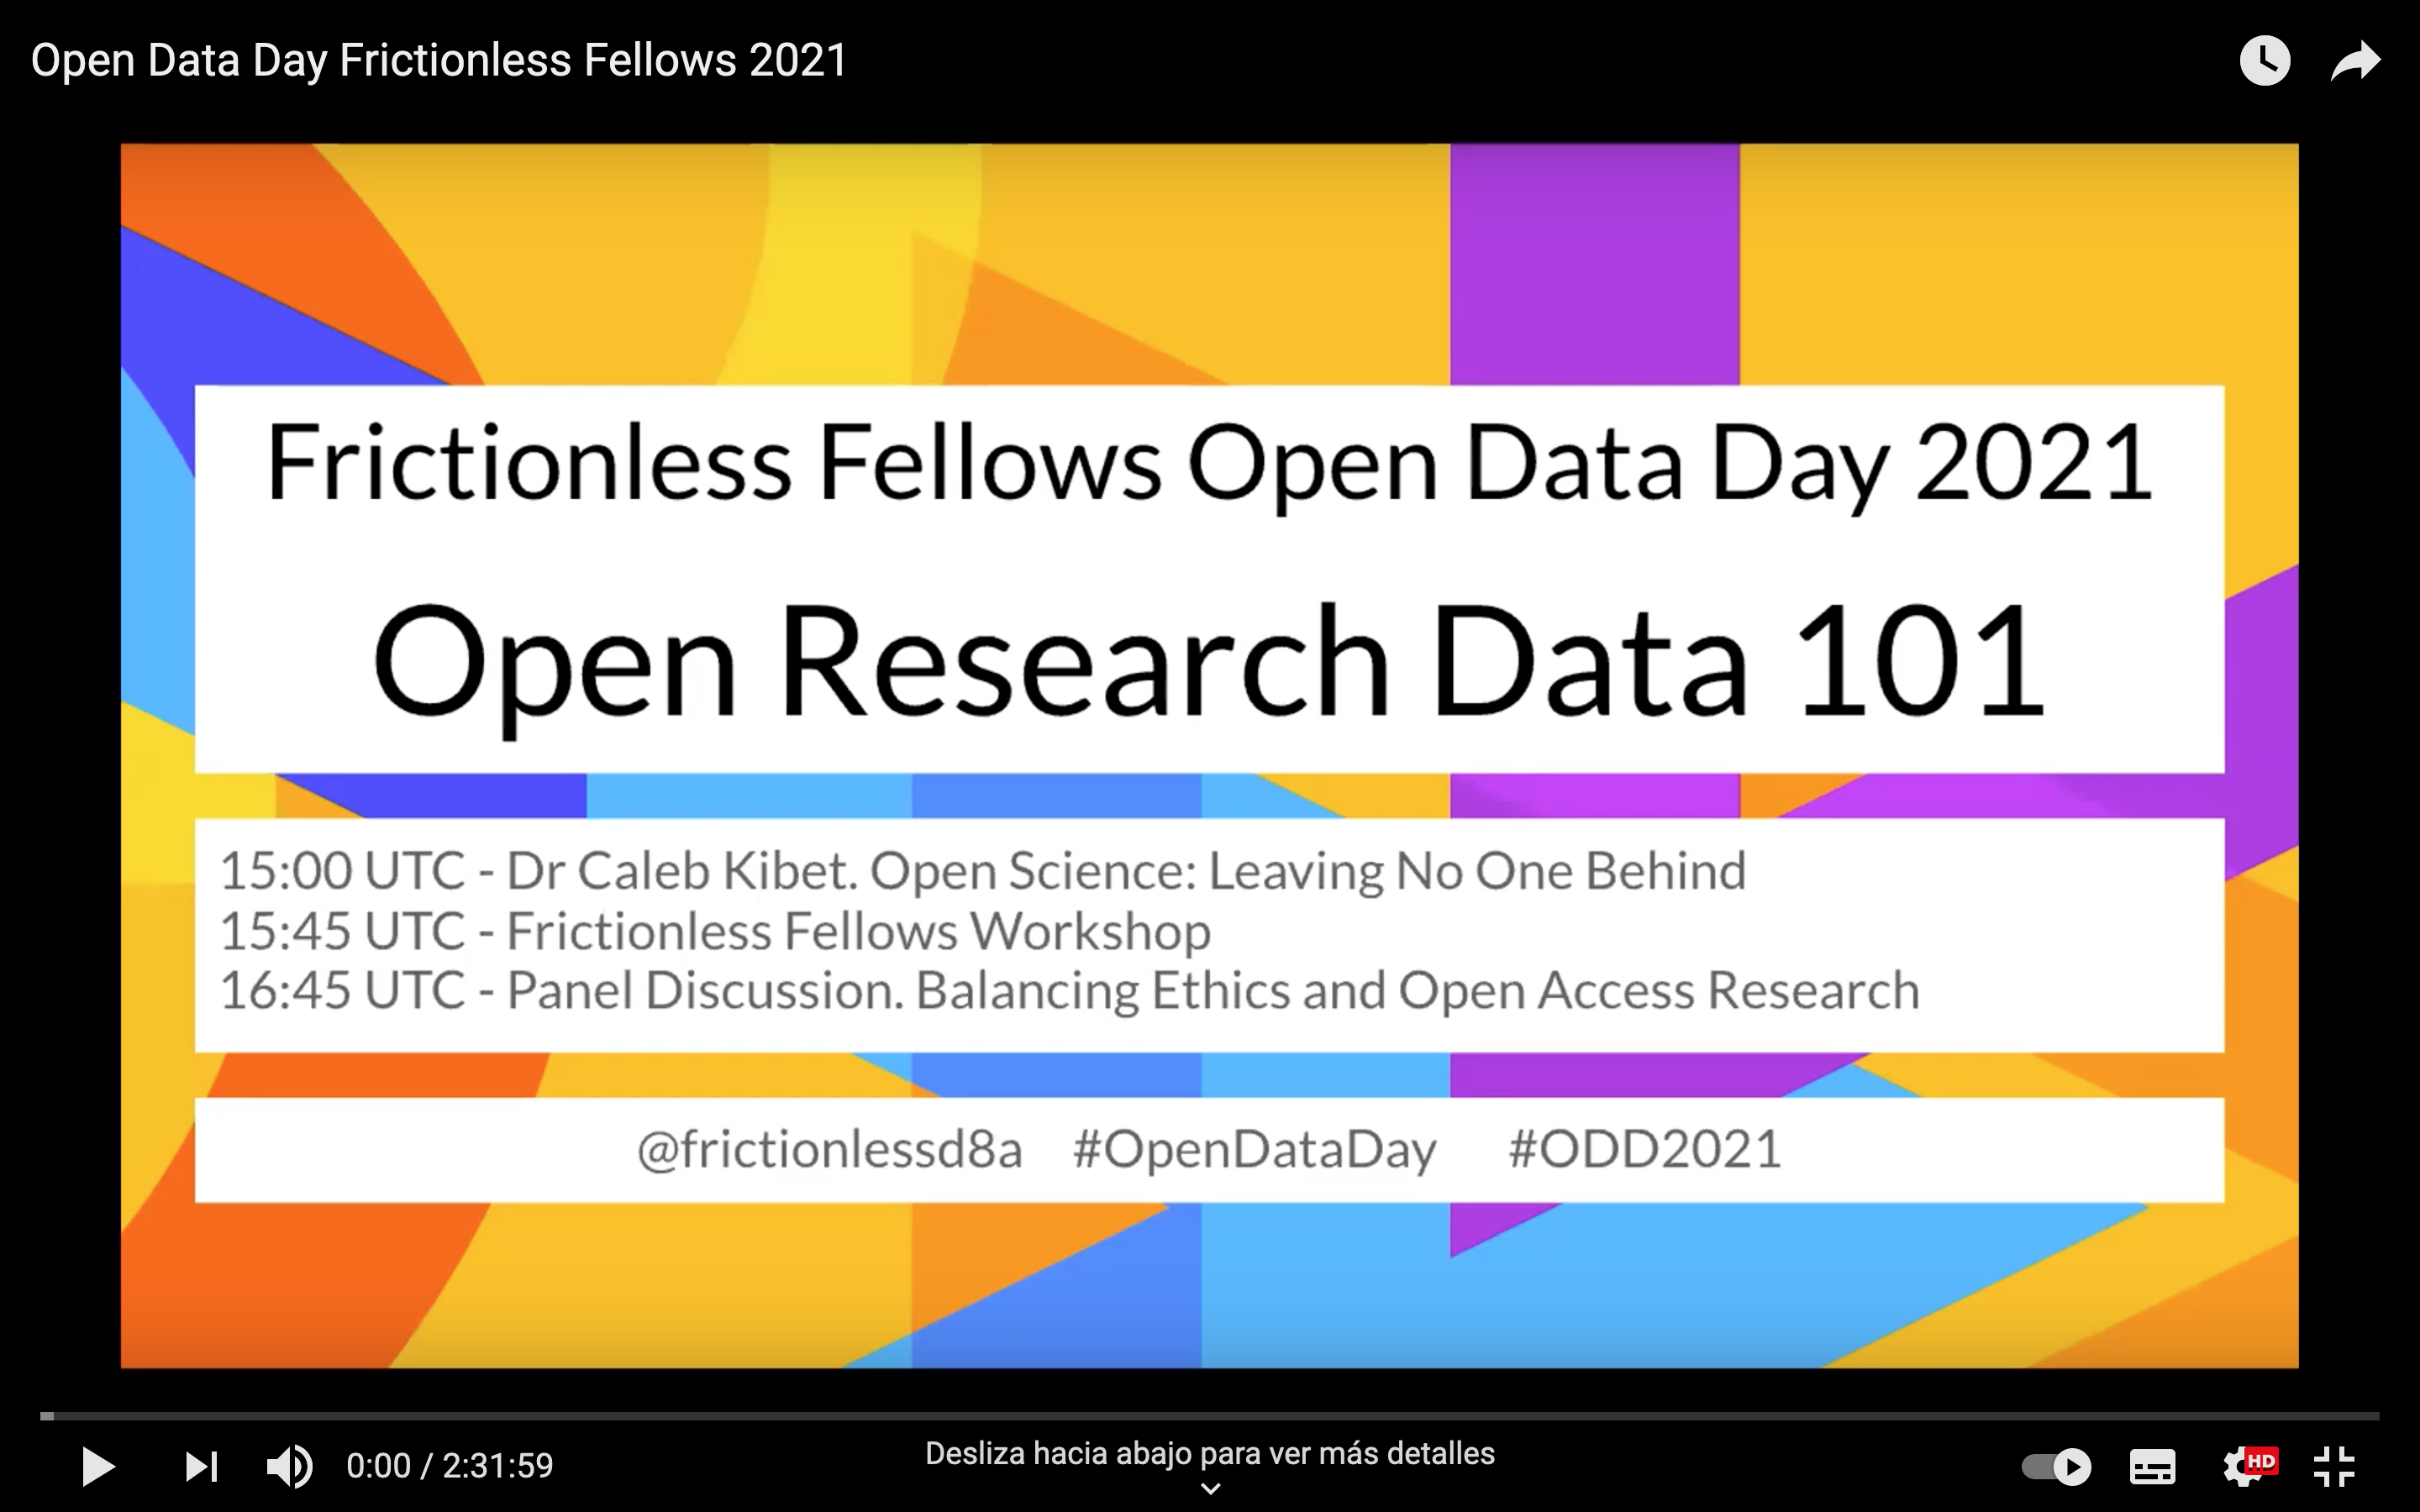 Open Data Day Frictionless Fellows 2021
Frictionless Fellows Open Data Day 2021
Open Research Data 101
15:00 UTC - Dr Caleb Kibet. Open Science: Leaving No One Behind
15:45 UTC - Frictionless Fellows Workshop
16:45 UTC - Panel Discussion. Balancing Ethics and Open Access Research
@frictionlessd8a #OpenDataDay #ODD2021
Desliza hacia abajo para ver más detalles
0:00 / 2:31:59
HD